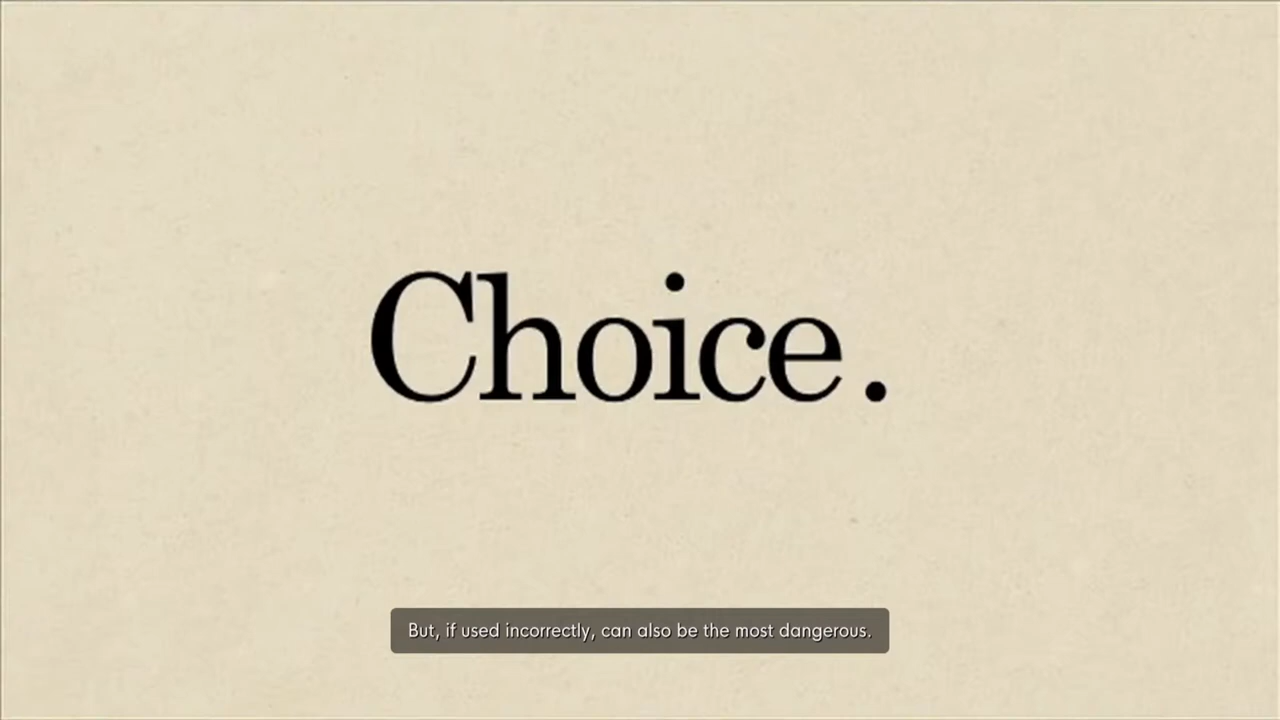 Choice.
But, if used incorrectly, can also be the most dangerous.